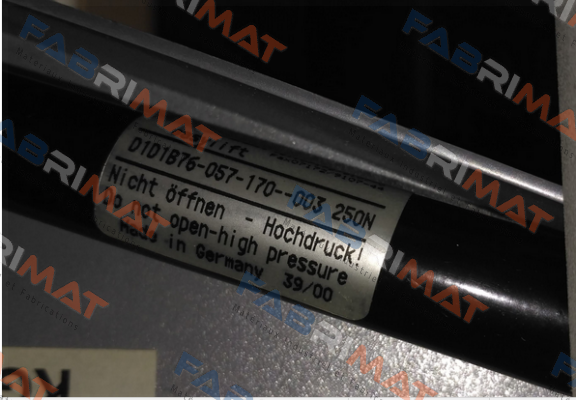 D1D1B76-057-170--003 250N
Nicht öffnen - Hochdruck!
Do not open-high pressure
Made in Germany 39/00
FABRIMAT